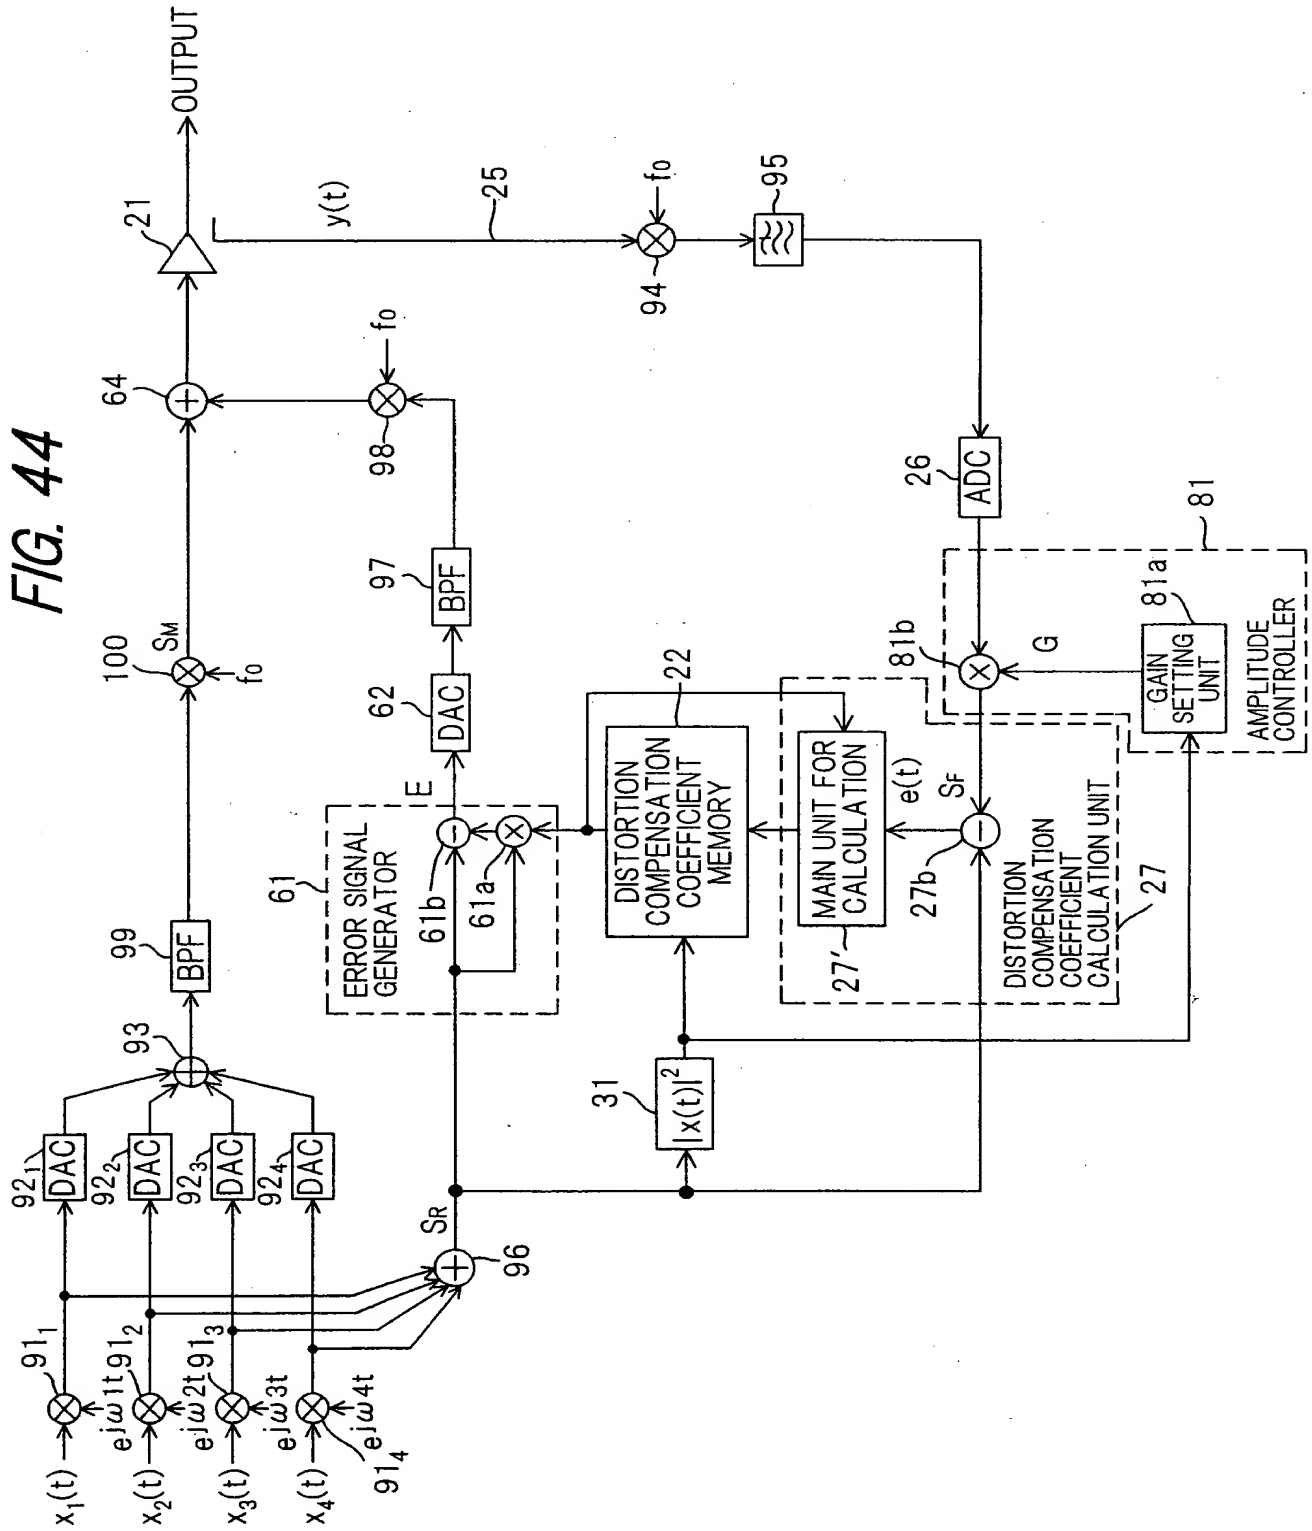 FIG. 44
x1(t)
x2(t)
x3(t)
x4(t)
911
912
913
914
ejω1t
ejω2t
ejω3t
ejω4t
921
DAC
922
DAC
923
DAC
924
DAC
93
99
BPF
100
SM
f0
64
21
OUTPUT
y(t)
25
f0
94
95
f0
98
97
BPF
62
DAC
E
61
ERROR SIGNAL
GENERATOR
61b
61a
SR
96
31
|x(t)|2
22
DISTORTION
COMPENSATION
COEFFICIENT
MEMORY
MAIN UNIT FOR
CALCULATION
27′
e(t)
SF
27b
DISTORTION
COMPENSATION
COEFFICIENT
CALCULATION UNIT
27
26
ADC
81
81b
G
81a
GAIN
SETTING
UNIT
AMPLITUDE
CONTROLLER